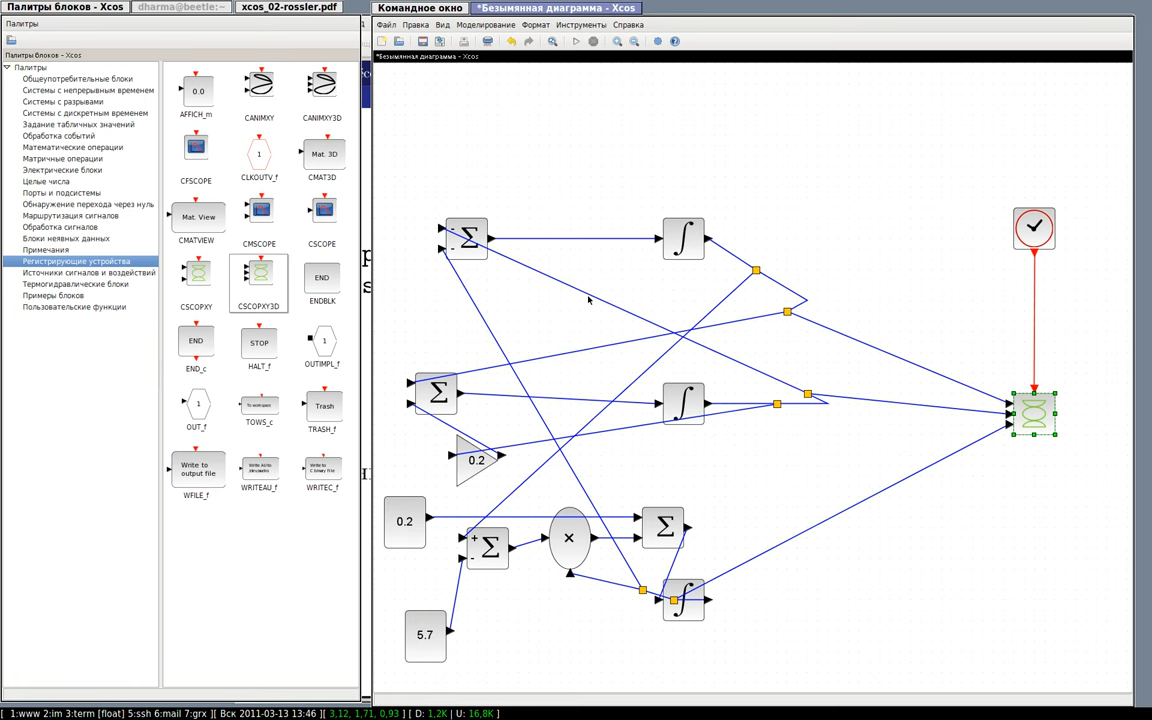 Палитры блоков - Xcos
dharma@beetle:~
xcos_02-rossler.pdf
Палитры
Палитры блоков - Xcos
Палитры
Общеупотребительные блоки
Системы с непрерывным временем
Системы с разрывами
Системы с дискретным временем
Задание табличных значений
Обработка событий
Математические операции
Матричные операции
Электрические блоки
Целые числа
Порты и подсистемы
Обнаружение перехода через нуль
Маршрутизация сигналов
Обработка сигналов
Блоки неявных данных
Примечания
Регистрирующие устройства
Источники сигналов и воздействий
Термогидравлические блоки
Примеры блоков
Пользовательские функции
0.0
AFFICH_m
CANIMXY
CANIMXY3D
CFSCOPE
1
CLKOUTV_f
Mat. 3D
CMAT3D
Mat. View
CMATVIEW
CMSCOPE
CSCOPE
CSCOPXY
CSCOPXY3D
END
ENDBLK
END
END_c
STOP
HALT_f
1
OUTIMPL_f
1
OUT_f
To workspace
TOWS_c
Trash
TRASH_f
Write to
output file
WFILE_f
WRITEAU_f
Write to
C binary file
WRITEC_f
Командное окно
*Безымянная диаграмма - Xcos
Файл Правка Вид Моделирование Формат Инструменты Справка
*Безымянная диаграмма - Xcos
-
-
Σ
∫
Σ
∫
0.2
0.2
+
-
Σ
×
Σ
∫
5.7
[ 1:www 2:im 3:term [float] 5:ssh 6:mail 7:grx ][ Вск 2011-03-13 13:46 ][ 3,12, 1,71, 0,93 ] [ D: 1,2K | U: 16,8K ]